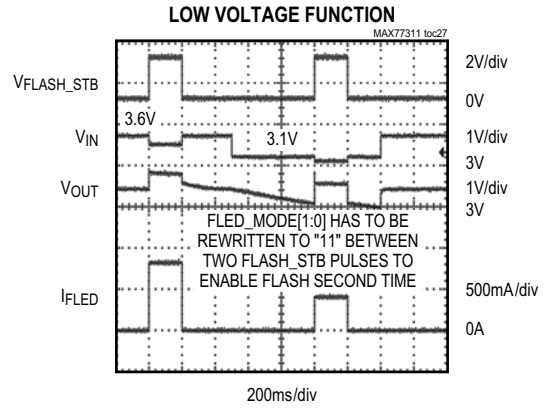 LOW VOLTAGE FUNCTION
MAX77311 toc27
VFLASH_STB
2V/div
0V
3.6V
VIN
3.1V
1V/div
3V
VOUT
1V/div
3V
FLED_MODE[1:0] HAS TO BE
REWRITTEN TO "11" BETWEEN
TWO FLASH_STB PULSES TO
ENABLE FLASH SECOND TIME
IFLED
500mA/div
0A
200ms/div